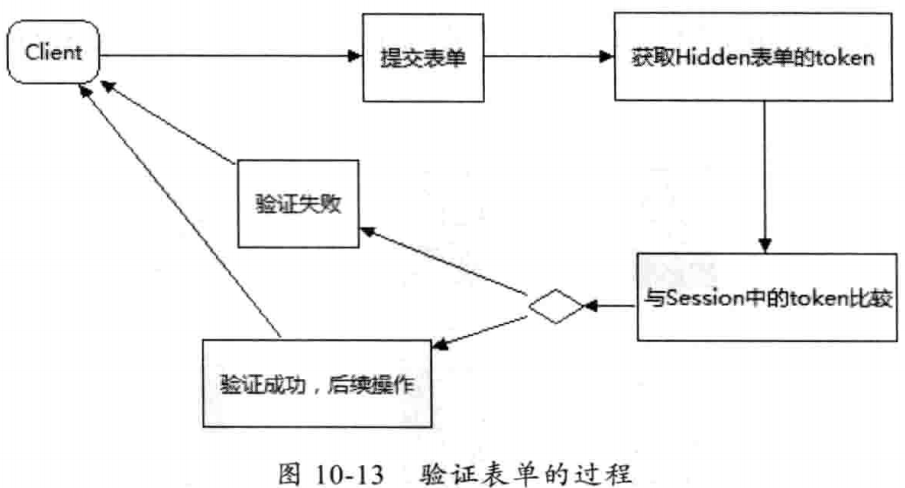 Client
提交表单
获取Hidden表单的token
验证失败
与Session中的token比较
验证成功，后续操作
图 10-13 验证表单的过程